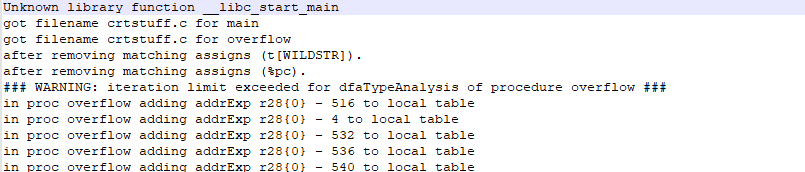 Unknown library function __libc_start_main
got filename crtstuff.c for main
got filename crtstuff.c for overflow
after removing matching assigns (t[WILDSTR]).
after removing matching assigns (%pc).
### WARNING: iteration limit exceeded for dfaTypeAnalysis of procedure overflow ###
in proc overflow adding addrExp r28{0} - 516 to local table
in proc overflow adding addrExp r28{0} - 4 to local table
in proc overflow adding addrExp r28{0} - 532 to local table
in proc overflow adding addrExp r28{0} - 536 to local table
in proc overflow adding addrExp r28{0} - 540 to local table